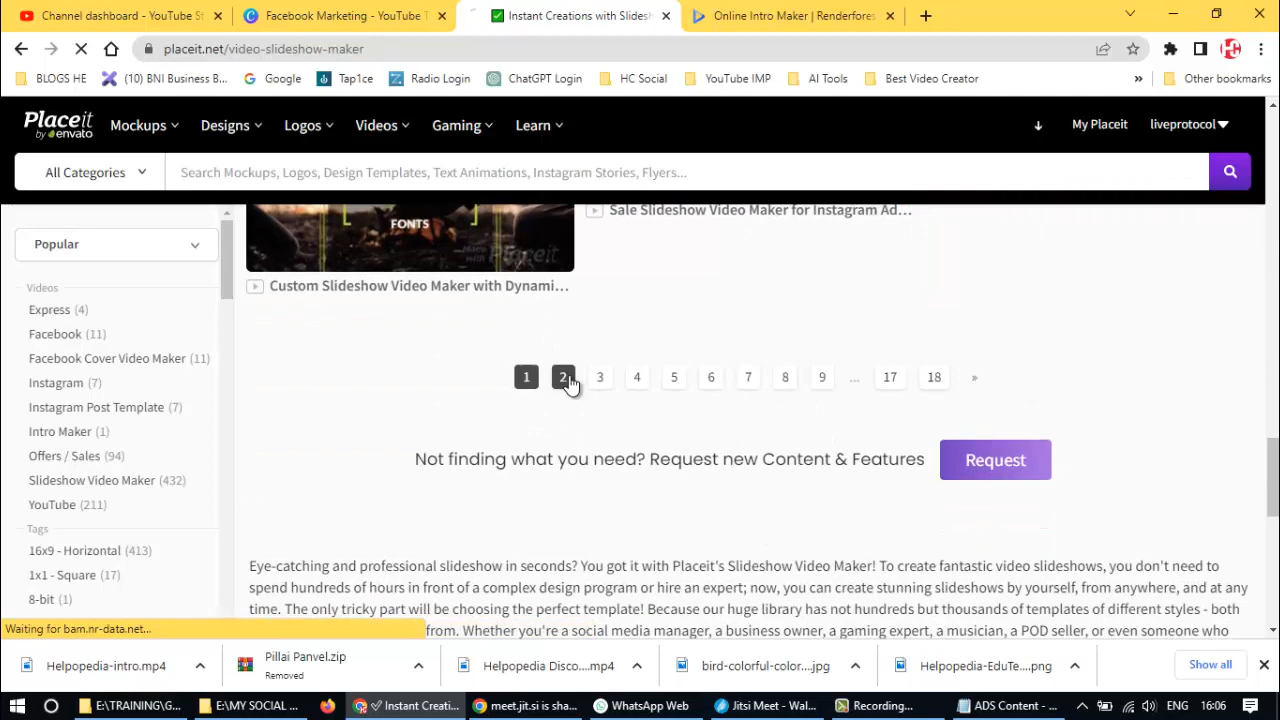 Channel dashboard - YouTube St
Facebook Marketing - YouTube T
Instant Creations with Slidesh
Online Intro Maker | Renderfores
placeit.net/video-slideshow-maker
BLOGS HE
(10) BNI Business B...
Google
Tap1ce
Radio Login
ChatGPT Login
HC Social
YouTube IMP
AI Tools
Best Video Creator
»
Other bookmarks
Placeit
by envato
Mockups
Designs
Logos
Videos
Gaming
Learn
My Placeit
liveprotocol
All Categories
Search Mockups, Logos, Design Templates, Text Animations, Instagram Stories, Flyers...
Popular
Videos
Express (4)
Facebook (11)
Facebook Cover Video Maker (11)
Instagram (7)
Instagram Post Template (7)
Intro Maker (1)
Offers / Sales (94)
Slideshow Video Maker (432)
YouTube (211)
Tags
16x9 - Horizontal (413)
1x1 - Square (17)
8-bit (1)
FONTS
Made with Placeit
Sale Slideshow Video Maker for Instagram Ad...
Custom Slideshow Video Maker with Dynami...
1 2 3 4 5 6 7 8 9 ... 17 18 »
Not finding what you need? Request new Content & Features
Request
Eye-catching and professional slideshow in seconds? You got it with Placeit's Slideshow Video Maker! To create fantastic video slideshows, you don't need to
spend hundreds of hours in front of a complex design program or hire an expert; now, you can create stunning slideshows by yourself, from anywhere, and at any
time. The only tricky part will be choosing the perfect template! Because our huge library has not hundreds but thousands of templates of different styles - both
from. Whether you're a social media manager, a business owner, a gaming expert, a musician, a POD seller, or even someone who
Waiting for bam.nr-data.net...
Helpopedia-intro.mp4
Pillai Panvel.zip
Removed
Helpopedia Disco....mp4
bird-colorful-color....jpg
Helpopedia-EduTe....png
Show all
E:\TRAINING\G...
E:\MY SOCIAL ...
Instant Creati...
meet.jit.si is sha...
WhatsApp Web
Jitsi Meet - Wal...
Recording...
ADS Content - ...
ENG
16:06